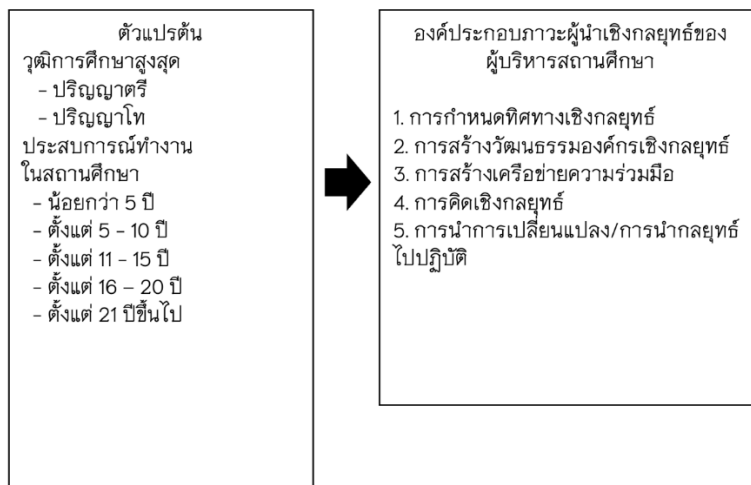 ตัวแปรต้น
วุฒิการศึกษาสูงสุด
– ปริญญาตรี
– ปริญญาโท
ประสบการณ์ทำงาน
ในสถานศึกษา
– น้อยกว่า 5 ปี
– ตั้งแต่ 5 – 10 ปี
– ตั้งแต่ 11 – 15 ปี
– ตั้งแต่ 16 – 20 ปี
– ตั้งแต่ 21 ปีขึ้นไป
องค์ประกอบภาวะผู้นำเชิงกลยุทธ์ของ
ผู้บริหารสถานศึกษา
1. การกำหนดทิศทางเชิงกลยุทธ์
2. การสร้างวัฒนธรรมองค์กรเชิงกลยุทธ์
3. การสร้างเครือข่ายความร่วมมือ
4. การคิดเชิงกลยุทธ์
5. การนำการเปลี่ยนแปลง/การนำกลยุทธ์
ไปปฏิบัติ